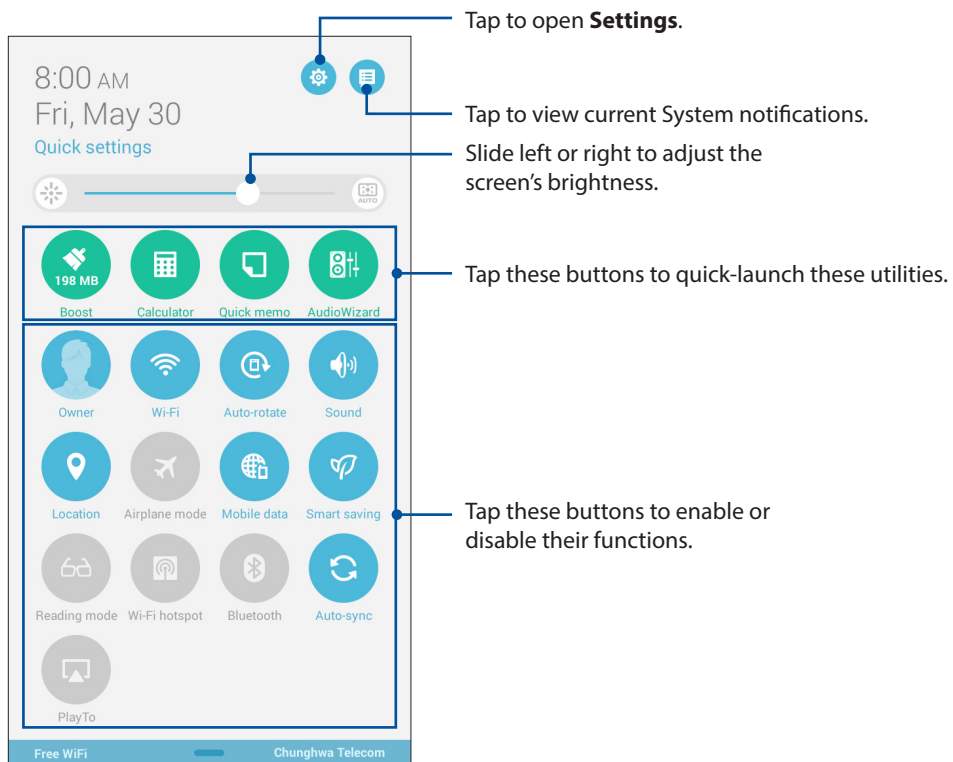 Tap to open Settings.
8:00 AM
Fri, May 30
Quick settings
Tap to view current System notifications.
Slide left or right to adjust the
screen's brightness.
AUTO
198 MB
Boost Calculator Quick memo AudioWizard
Tap these buttons to quick-launch these utilities.
Owner Wi-Fi Auto-rotate Sound
Location Airplane mode Mobile data Smart saving
Tap these buttons to enable or
disable their functions.
Reading mode Wi-Fi hotspot Bluetooth Auto-sync
PlayTo
Free WiFi Chunghwa Telecom